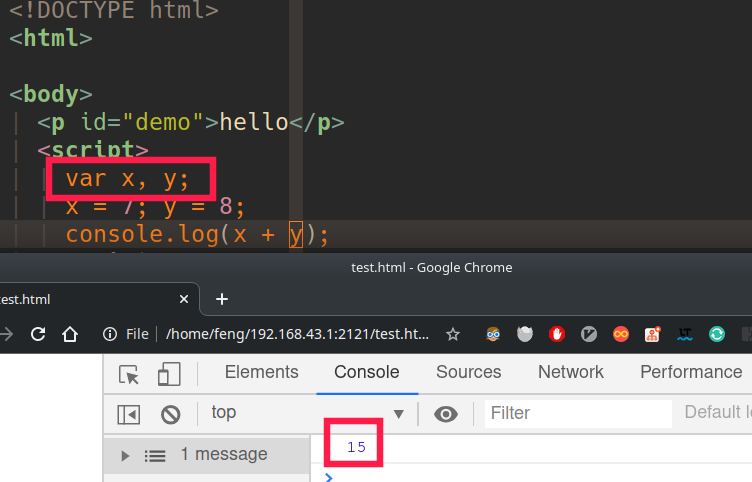 <!DOCTYPE html>
<html>
<body>
<p id="demo">hello</p>
<script>
var x, y;
x = 7; y = 8;
console.log(x + y);
test.html - Google Chrome
test.html
File | /home/feng/192.168.43.1:2121/test.ht...
Elements Console Sources Network Performance
top Filter Default
1 message
15